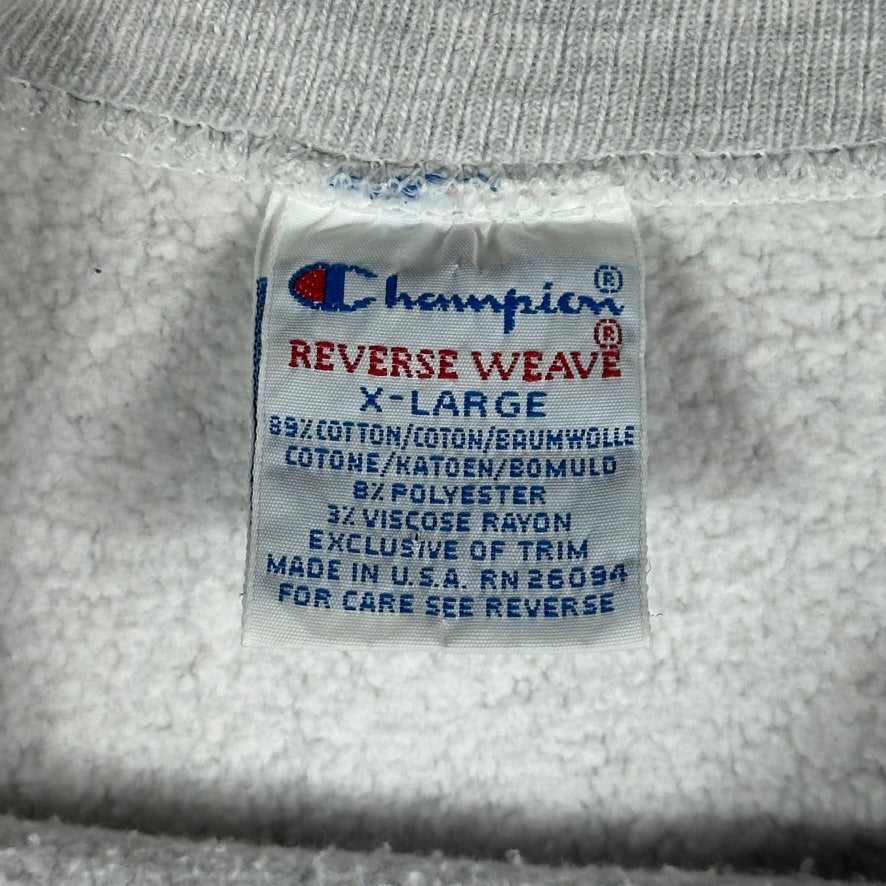 Champion®
REVERSE WEAVE®
X-LARGE
89% COTTON/COTON/BAUMWOLLE
COTONE/KATOEN/BOMULD
8% POLYESTER
3% VISCOSE RAYON
EXCLUSIVE OF TRIM
MADE IN U.S.A. RN 26094
FOR CARE SEE REVERSE